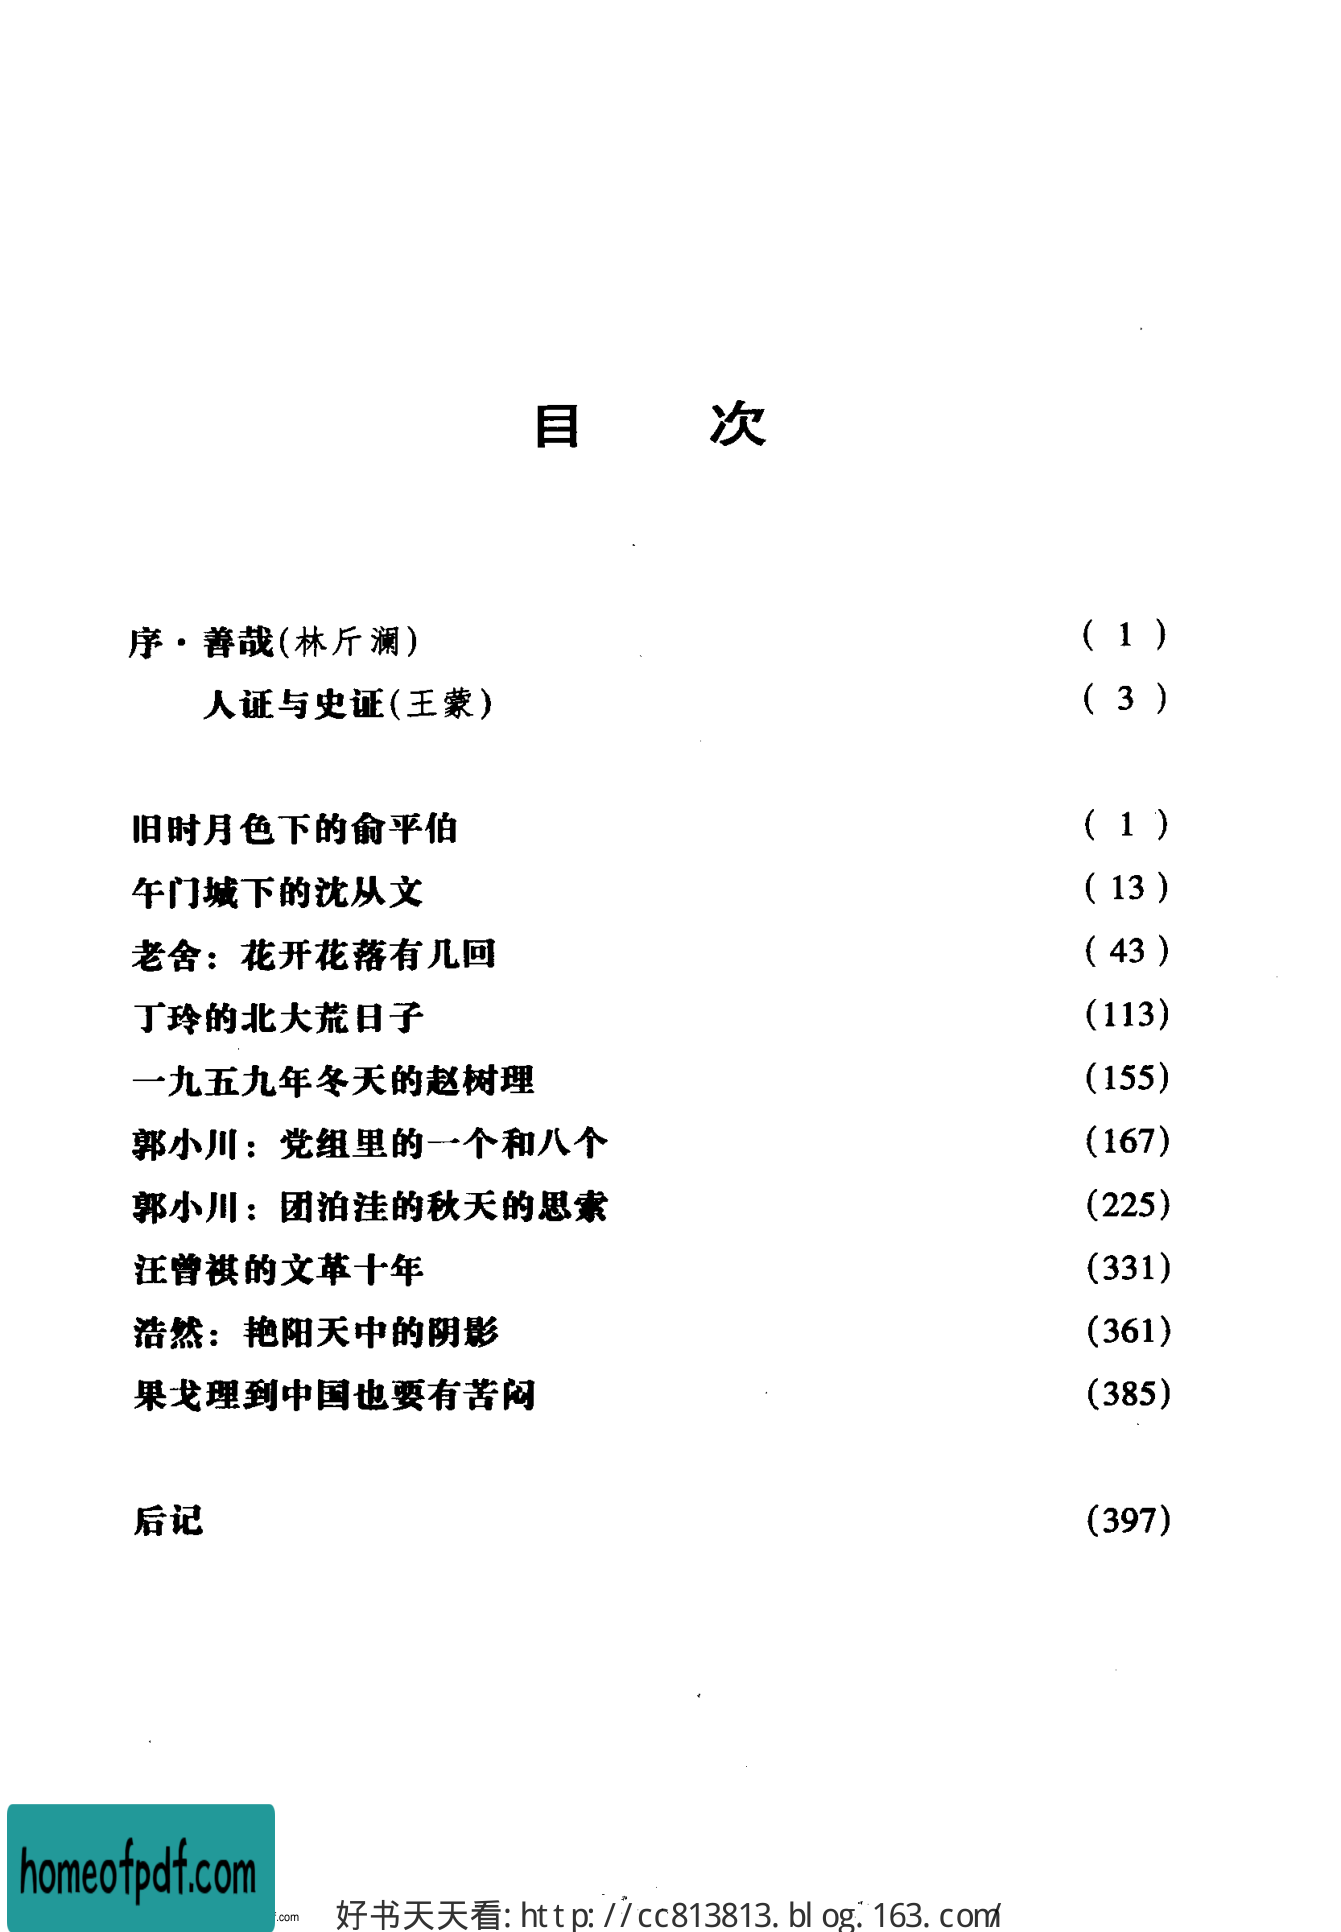 目 次
序·善哉(林斤澜) ( 1 )
人证与史证(王蒙) ( 3 )
旧时月色下的俞平伯 ( 1 )
午门城下的沈从文 ( 13 )
老舍：花开花落有几回 ( 43 )
丁玲的北大荒日子 (113)
一九五九年冬天的赵树理 (155)
郭小川：党组里的一个和八个 (167)
郭小川：团泊洼的秋天的思索 (225)
汪曾祺的文革十年 (331)
浩然：艳阳天中的阴影 (361)
果戈理到中国也要有苦闷 (385)
后记 (397)
homeofpdf.com
f.com
好书天天看:http://cc813813.blog.163.com/